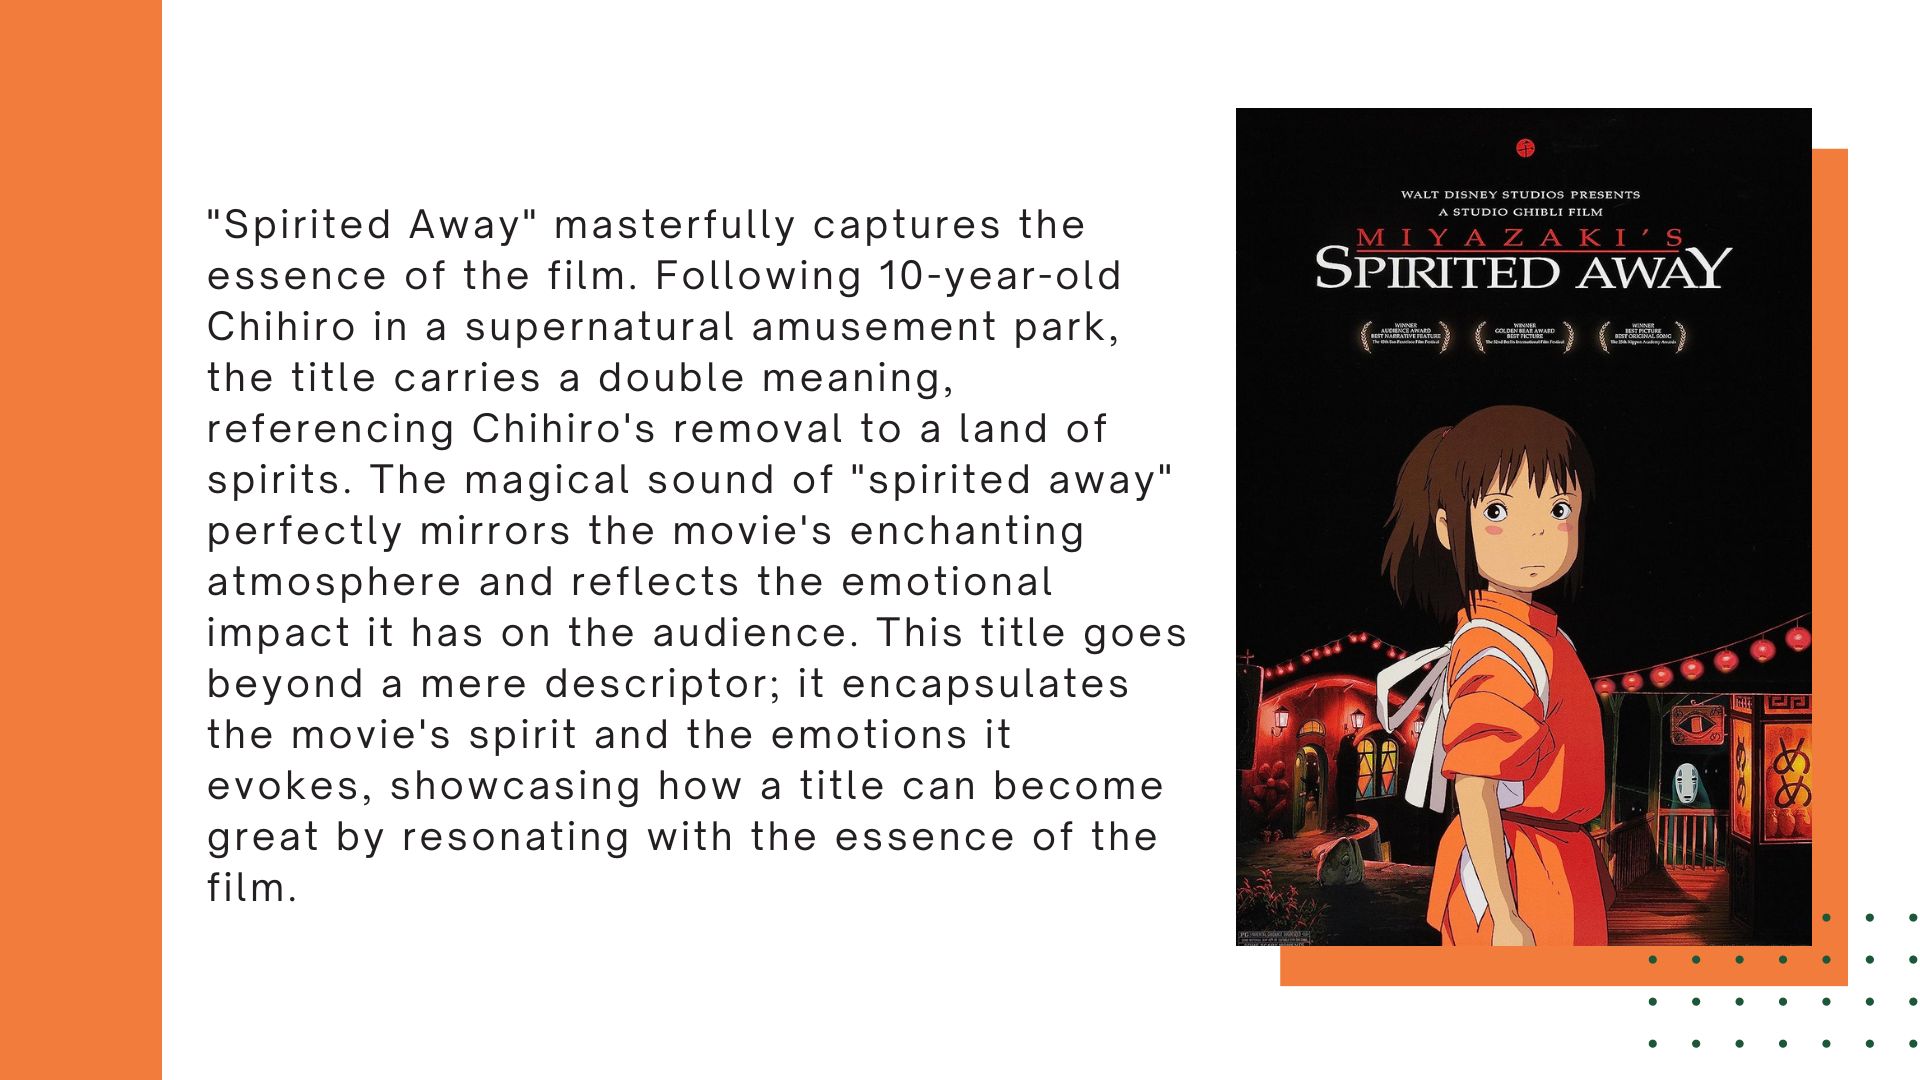 "Spirited Away" masterfully captures the
essence of the film. Following 10-year-old
Chihiro in a supernatural amusement park,
the title carries a double meaning,
referencing Chihiro's removal to a land of
spirits. The magical sound of "spirited away"
perfectly mirrors the movie's enchanting
atmosphere and reflects the emotional
impact it has on the audience. This title goes
beyond a mere descriptor; it encapsulates
the movie's spirit and the emotions it
evokes, showcasing how a title can become
great by resonating with the essence of the
film.
WALT DISNEY STUDIOS PRESENTS
A STUDIO GHIBLI FILM
MIYAZAKI'S
SPIRITED AWAY
WINNER
AUDIENCE AWARD
BEST NARRATIVE FEATURE
WINNER
GOLDEN BEAR AWARD
BEST PICTURE
WINNER
BEST PICTURE
BEST ORIGINAL SONG
め
め
PG